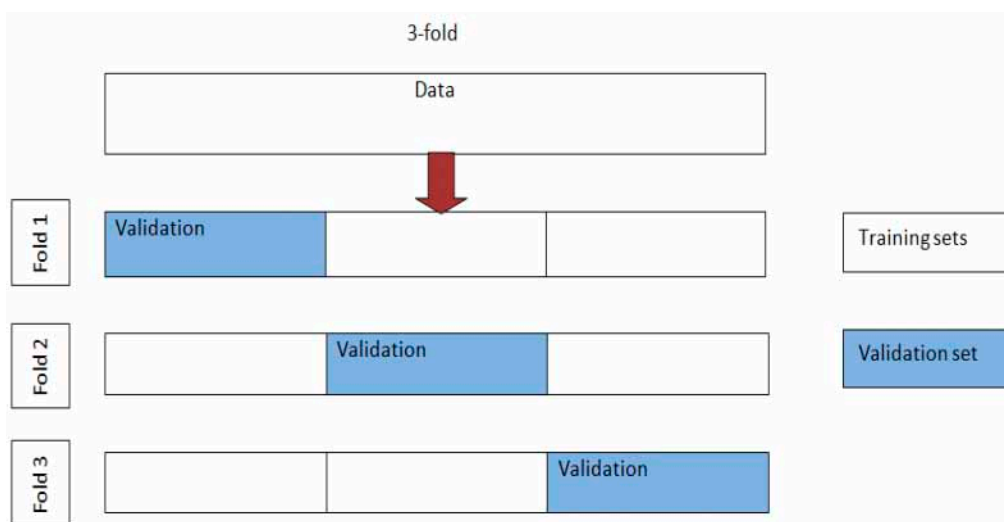 3-fold
Data
Fold 1
Validation
Training sets
Fold 2
Validation
Validation set
Fold 3
Validation